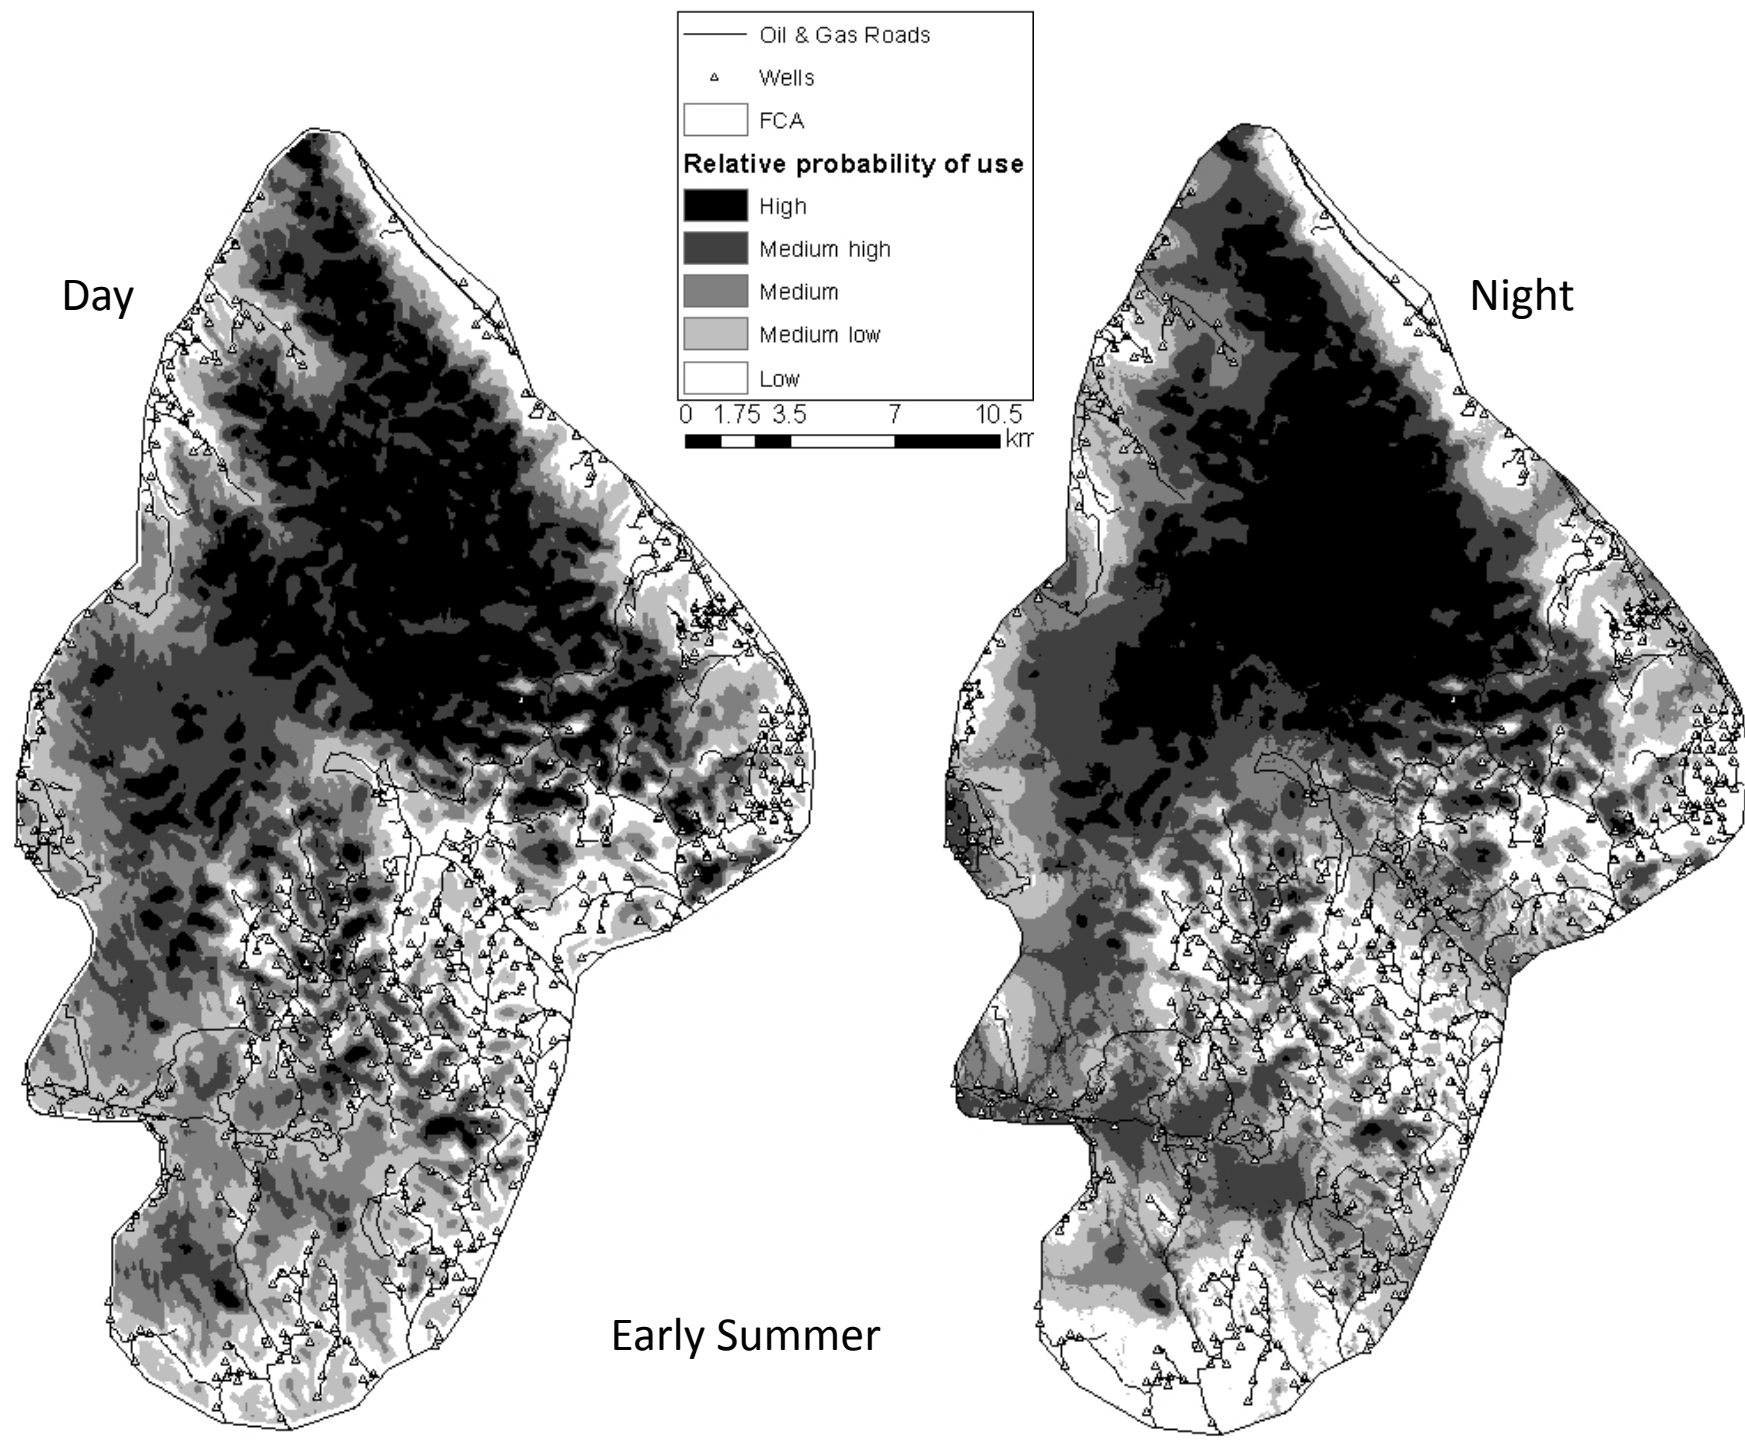 Oil & Gas Roads
Wells
FCA
Relative probability of use
High
Medium high
Medium
Medium low
Low
0 1.75 3.5 7 10.5
km
Day
Night
Early Summer